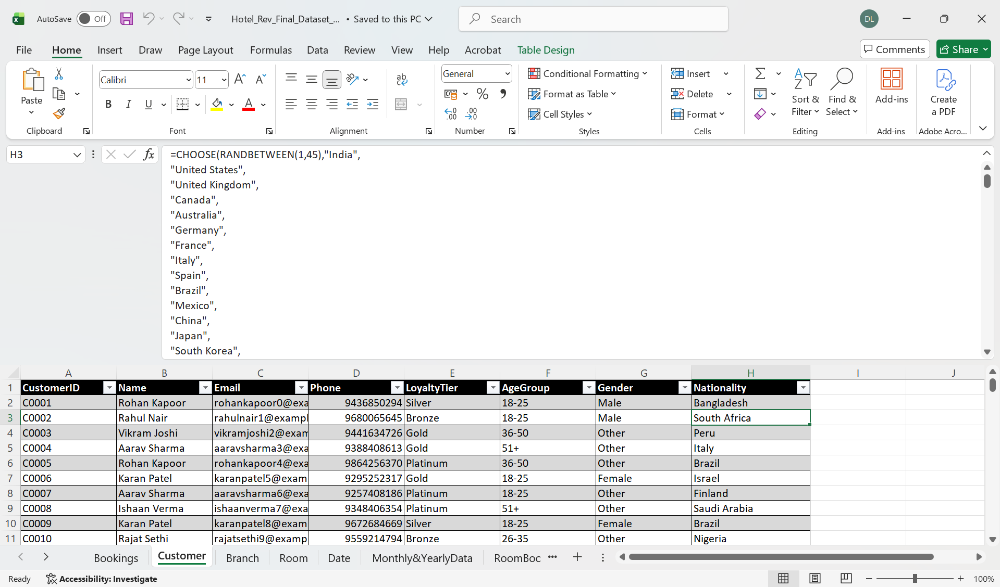 AutoSave Off Hotel_Rev_Final_Dataset_... • Saved to this PC Search DL
File Home Insert Draw Page Layout Formulas Data Review View Help Acrobat Table Design Comments Share
Paste
Clipboard
Calibri 11
B I U A
Font
ab
Alignment
General
% 9
.00 .00
Number
Conditional Formatting
Format as Table
Cell Styles
Styles
Insert
Delete
Format
Cells
Sort & Filter
Find & Select
Editing
Add-ins
Add-ins
Create a PDF
Adobe Acro...
H3 fx
=CHOOSE(RANDBETWEEN(1,45),"India",
"United States",
"United Kingdom",
"Canada",
"Australia",
"Germany",
"France",
"Italy",
"Spain",
"Brazil",
"Mexico",
"China",
"Japan",
"South Korea",
A B C D E F G H I J
1 CustomerID Name Email Phone LoyaltyTier AgeGroup Gender Nationality
2 C0001 Rohan Kapoor rohankapoor0@exa 9436850294 Silver 18-25 Male Bangladesh
3 C0002 Rahul Nair rahulnair1@exampl 9680065645 Bronze 18-25 Male South Africa
4 C0003 Vikram Joshi vikramjoshi2@exam 9441634726 Gold 36-50 Other Peru
5 C0004 Aarav Sharma aaravsharma3@exa 9388408613 Gold 51+ Other Italy
6 C0005 Rohan Kapoor rohankapoor4@exa 9864256370 Platinum 36-50 Other Brazil
7 C0006 Karan Patel karanpatel5@exam 9295252317 Gold 18-25 Female Israel
8 C0007 Aarav Sharma aaravsharma6@exa 9257408186 Platinum 18-25 Other Finland
9 C0008 Ishaan Verma ishaanverma7@exa 9348406354 Platinum 51+ Other Saudi Arabia
10 C0009 Karan Patel karanpatel8@exam 9672684669 Silver 18-25 Female Brazil
11 C0010 Rajat Sethi rajatsethi9@examp 9559214794 Bronze 26-35 Other Nigeria
Bookings Customer Branch Room Date Monthly&YearlyData RoomBoc ...
Ready Accessibility: Investigate 100%